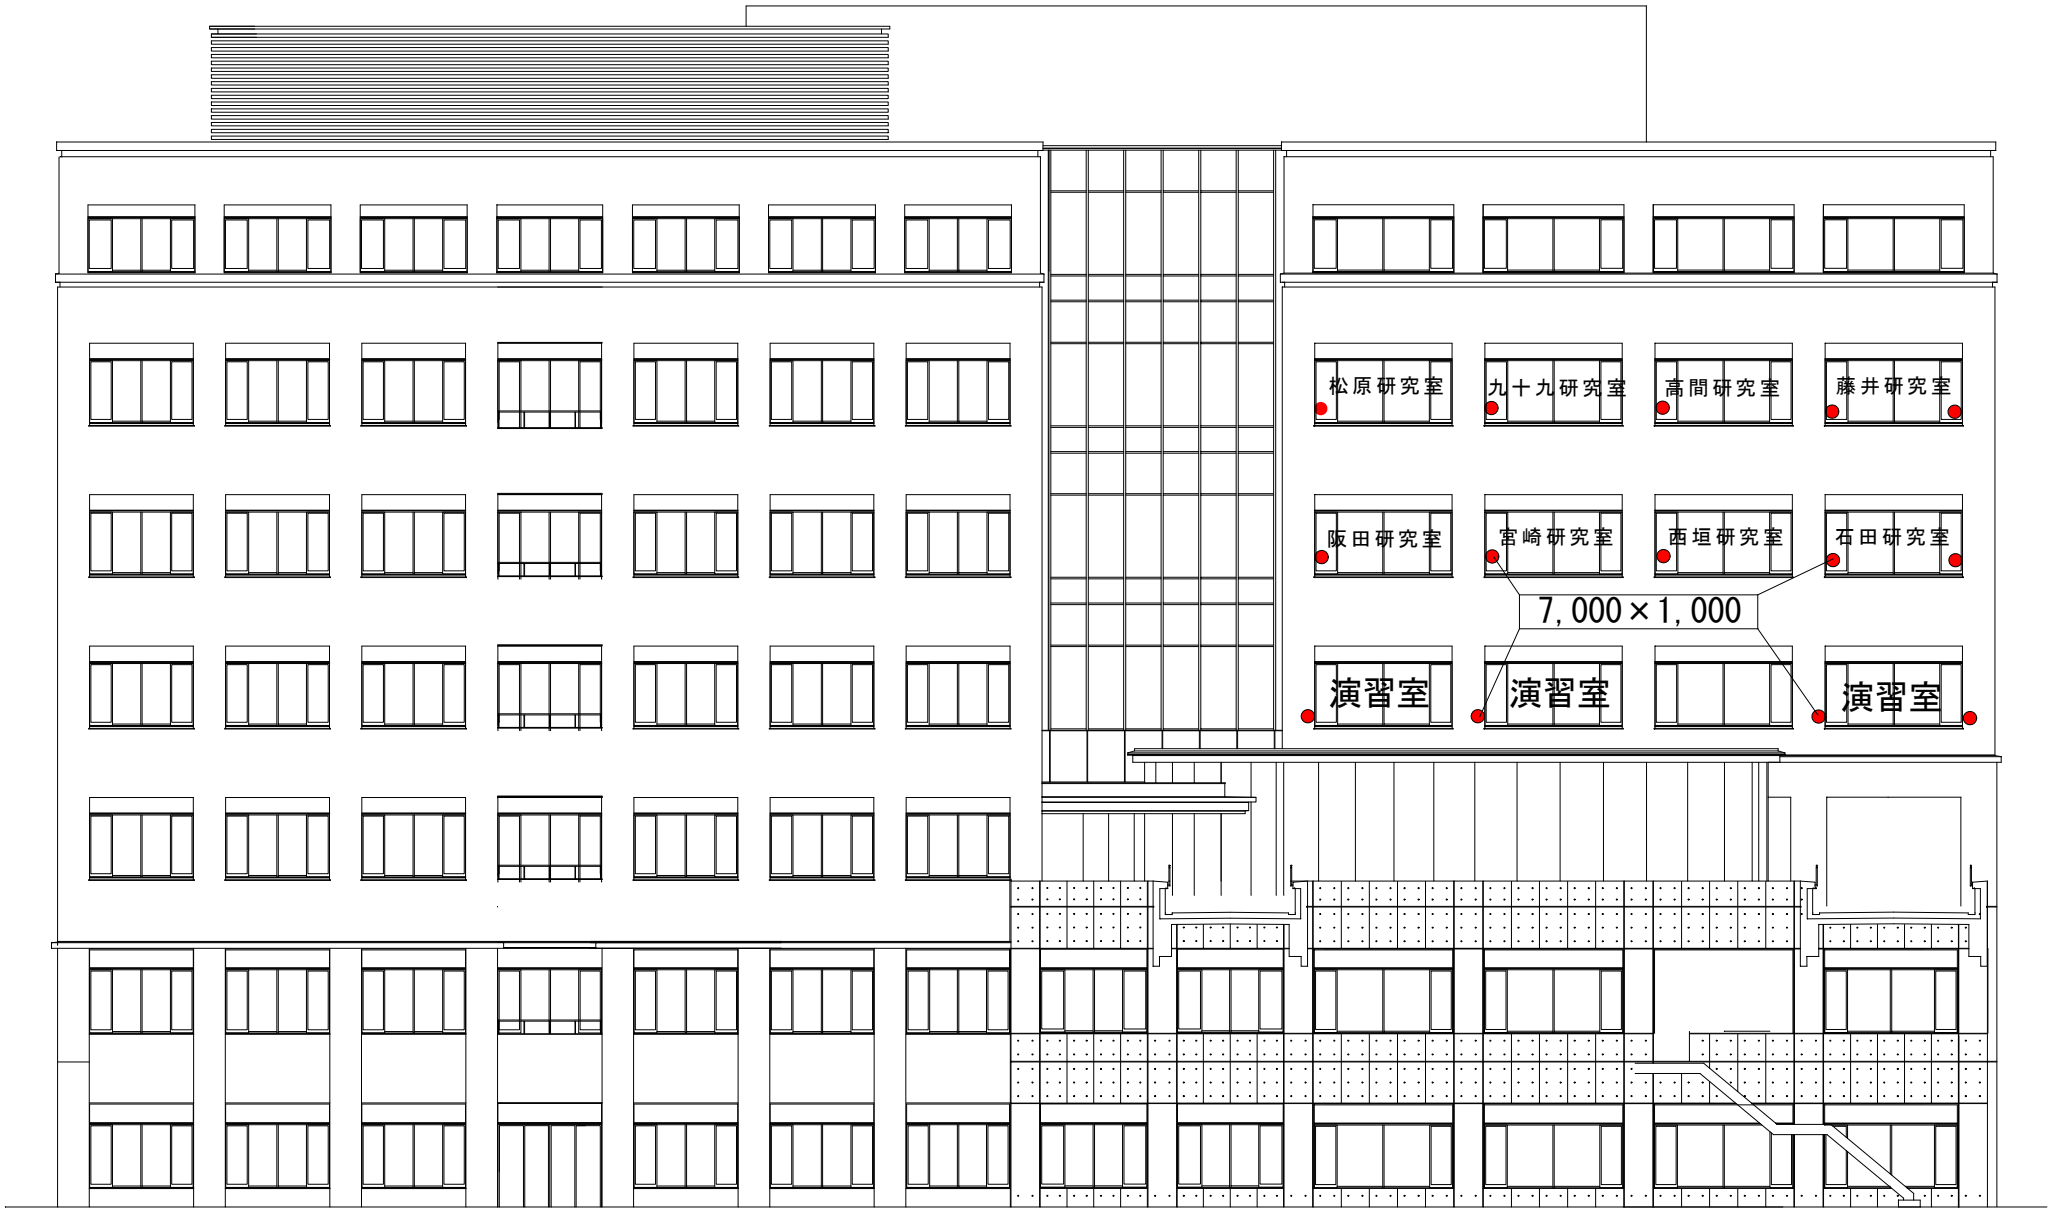 松原研究室
九十九研究室
高間研究室
藤井研究室
阪田研究室
宮崎研究室
西垣研究室
石田研究室
7,000×1,000
演習室
演習室
演習室